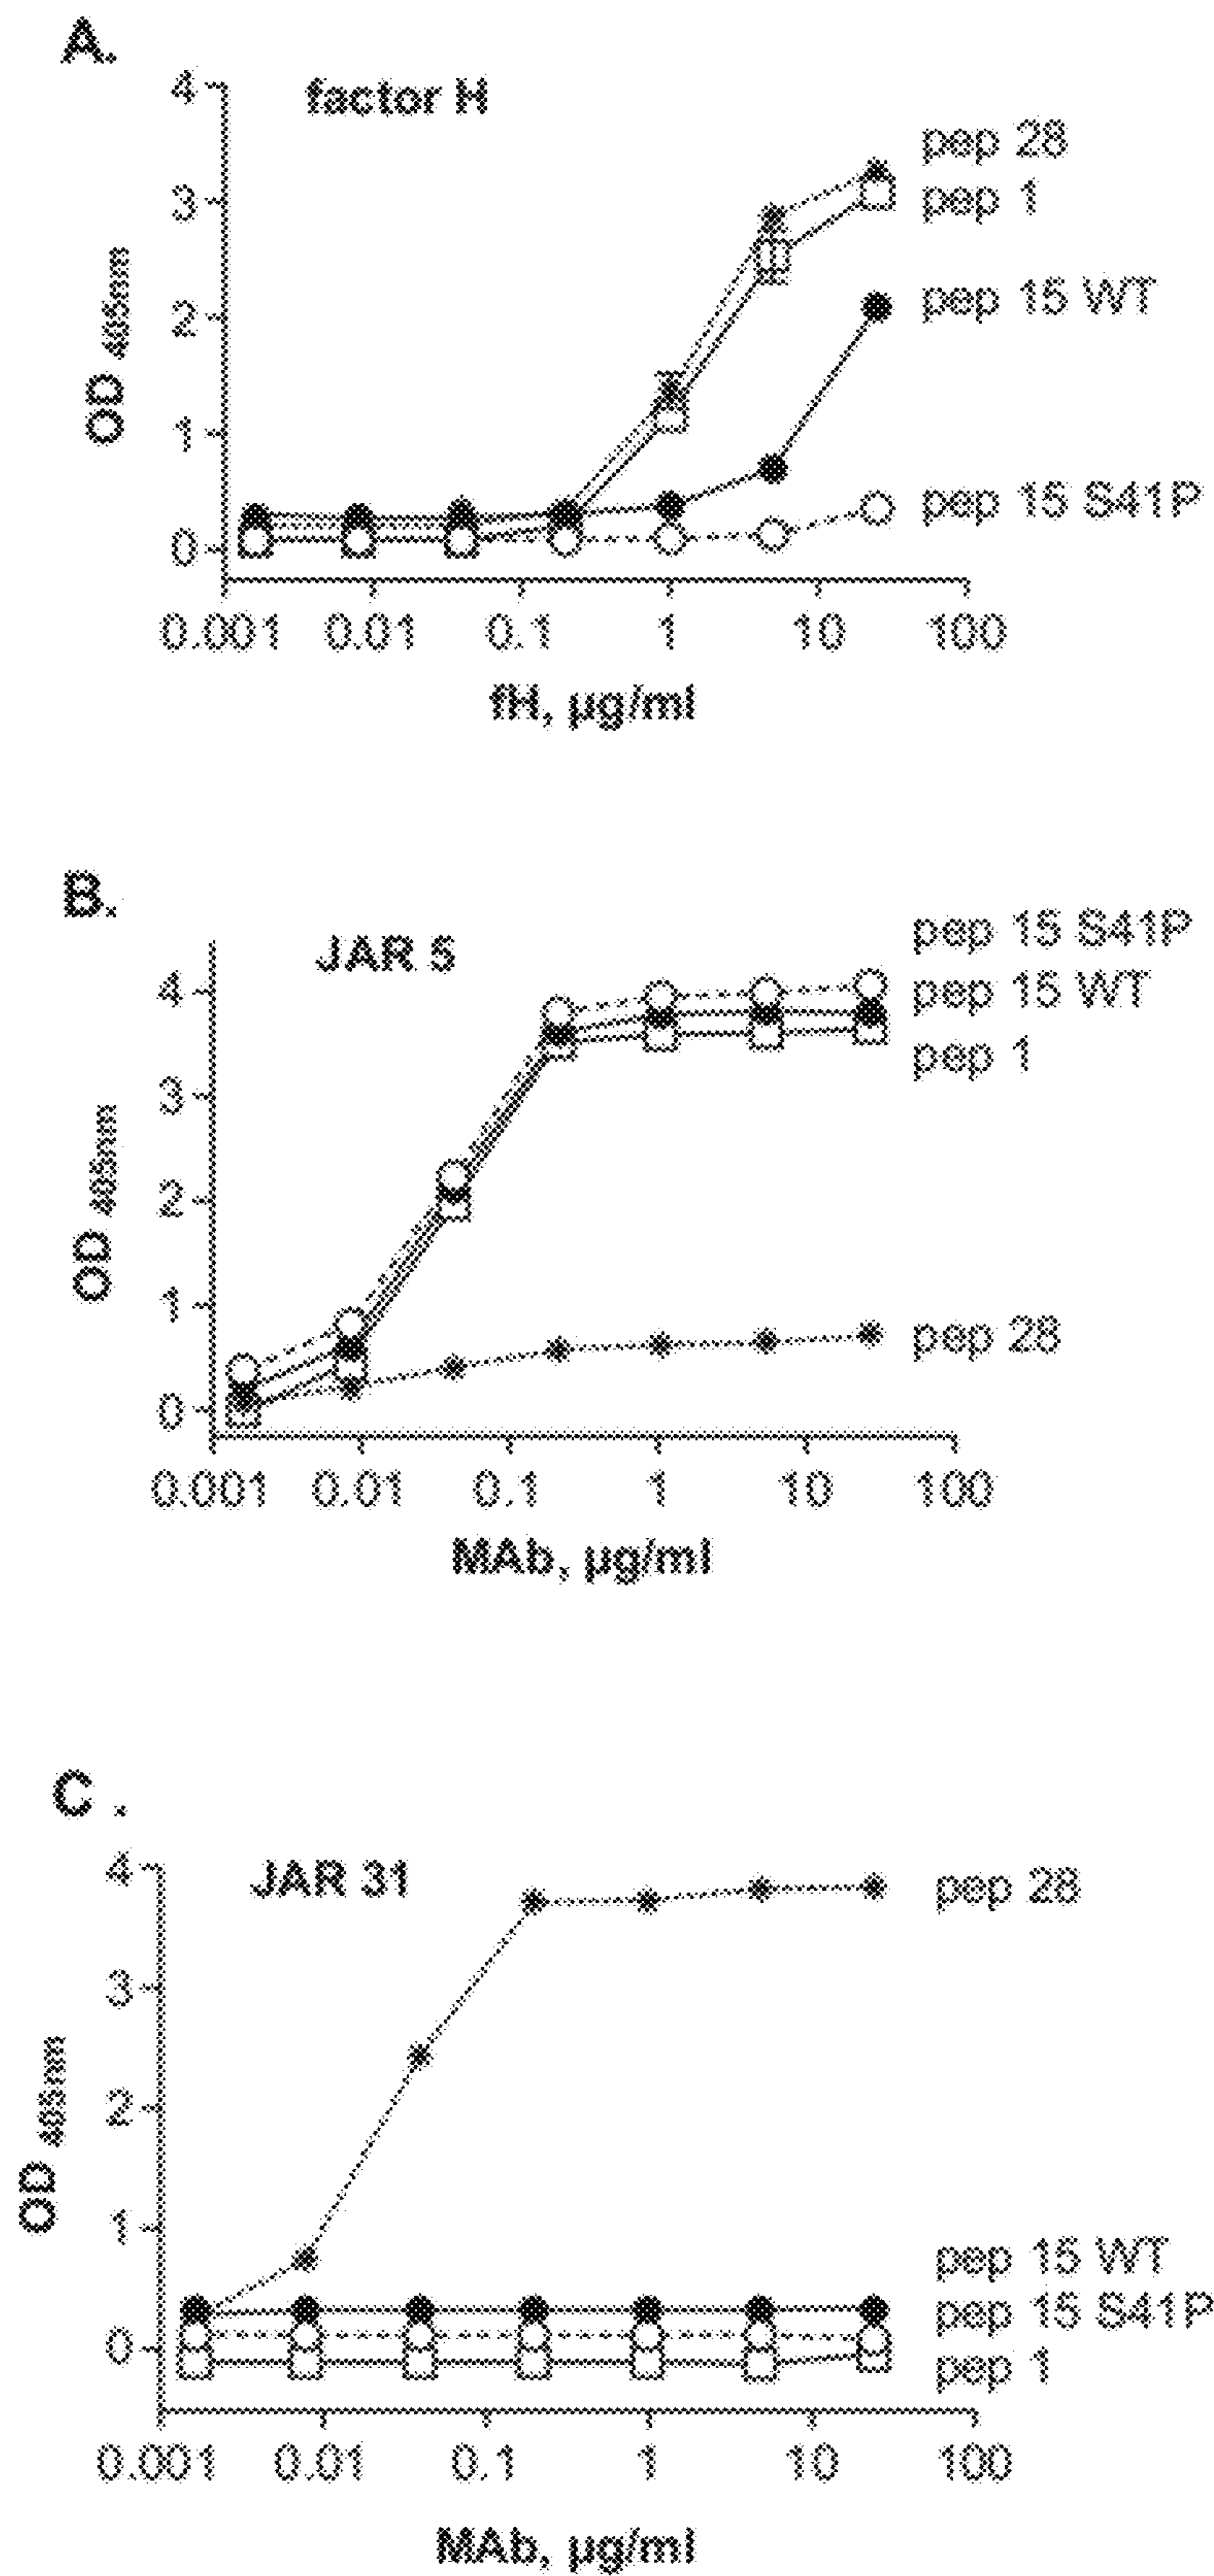 A.
factor H
4
3
2
1
0
OD 405nm
pep 28
pep 1
pep 15 WT
pep 15 S41P
0.001 0.01 0.1 1 10 100
fH, µg/ml
B.
JAR 5
4
3
2
1
0
OD 405nm
pep 15 S41P
pep 15 WT
pep 1
pep 28
0.001 0.01 0.1 1 10 100
MAb, µg/ml
C .
JAR 31
4
3
2
1
0
OD 405nm
pep 28
pep 15 WT
pep 15 S41P
pep 1
0.001 0.01 0.1 1 10 100
MAb, µg/ml